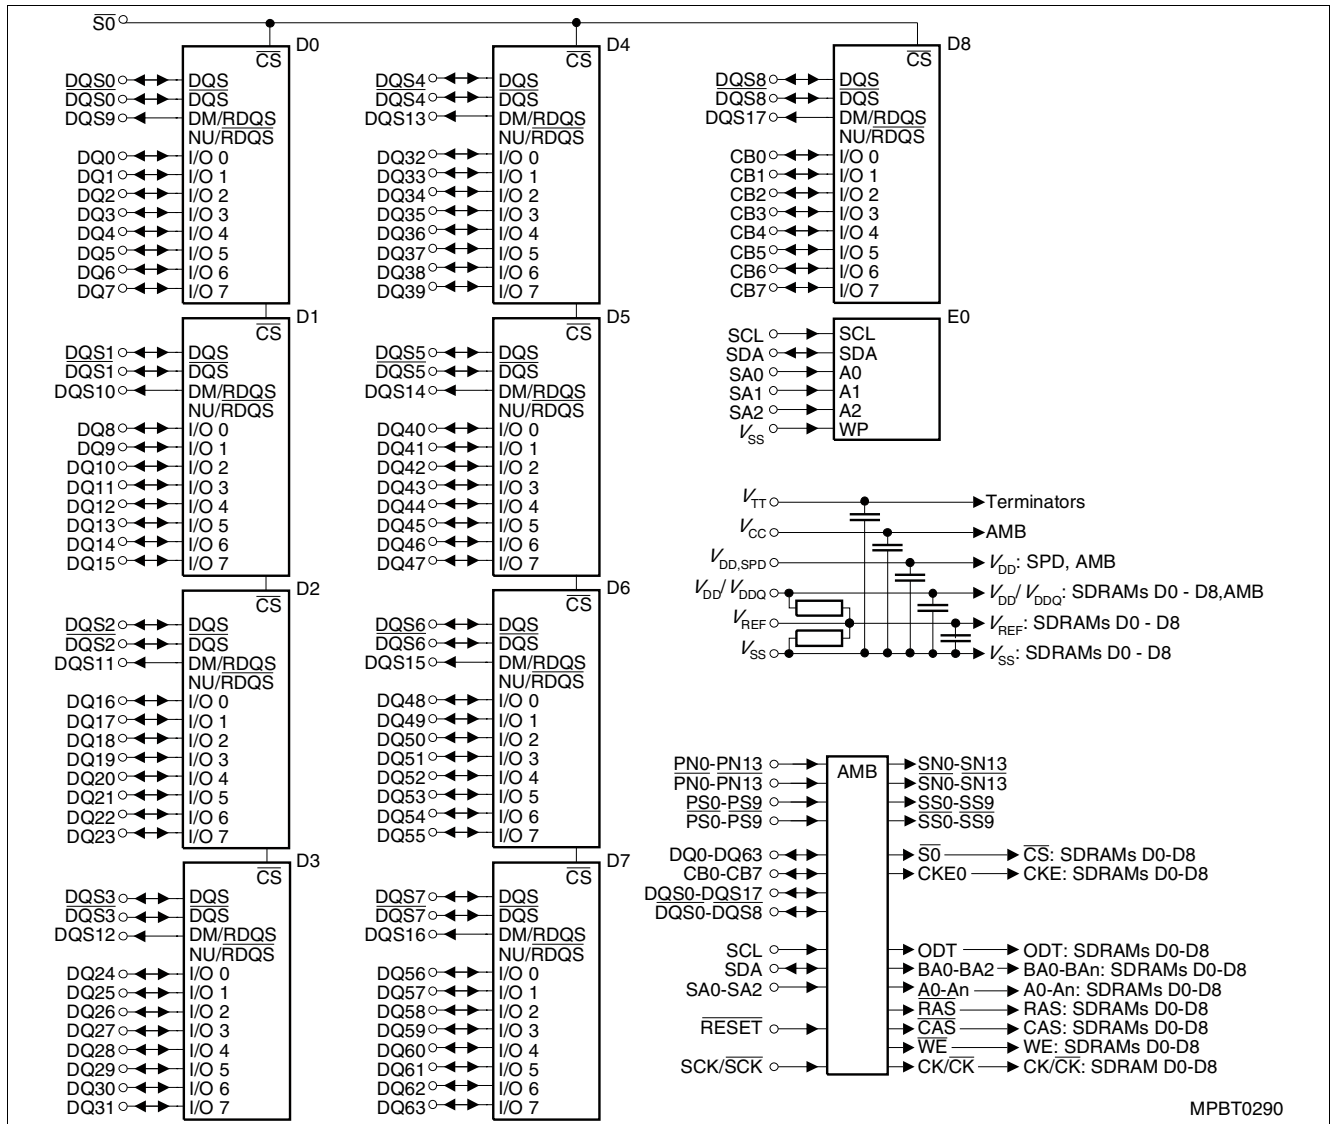 S0
D0
CS
DQS0 DQS
DQS0 DQS
DQS9 DM/RDQS
NU/RDQS
DQ0 I/O 0
DQ1 I/O 1
DQ2 I/O 2
DQ3 I/O 3
DQ4 I/O 4
DQ5 I/O 5
DQ6 I/O 6
DQ7 I/O 7
D1
CS
DQS1 DQS
DQS1 DQS
DQS10 DM/RDQS
NU/RDQS
DQ8 I/O 0
DQ9 I/O 1
DQ10 I/O 2
DQ11 I/O 3
DQ12 I/O 4
DQ13 I/O 5
DQ14 I/O 6
DQ15 I/O 7
D2
CS
DQS2 DQS
DQS2 DQS
DQS11 DM/RDQS
NU/RDQS
DQ16 I/O 0
DQ17 I/O 1
DQ18 I/O 2
DQ19 I/O 3
DQ20 I/O 4
DQ21 I/O 5
DQ22 I/O 6
DQ23 I/O 7
D3
CS
DQS3 DQS
DQS3 DQS
DQS12 DM/RDQS
NU/RDQS
DQ24 I/O 0
DQ25 I/O 1
DQ26 I/O 2
DQ27 I/O 3
DQ28 I/O 4
DQ29 I/O 5
DQ30 I/O 6
DQ31 I/O 7
D4
CS
DQS4 DQS
DQS4 DQS
DQS13 DM/RDQS
NU/RDQS
DQ32 I/O 0
DQ33 I/O 1
DQ34 I/O 2
DQ35 I/O 3
DQ36 I/O 4
DQ37 I/O 5
DQ38 I/O 6
DQ39 I/O 7
D5
CS
DQS5 DQS
DQS5 DQS
DQS14 DM/RDQS
NU/RDQS
DQ40 I/O 0
DQ41 I/O 1
DQ42 I/O 2
DQ43 I/O 3
DQ44 I/O 4
DQ45 I/O 5
DQ46 I/O 6
DQ47 I/O 7
D6
CS
DQS6 DQS
DQS6 DQS
DQS15 DM/RDQS
NU/RDQS
DQ48 I/O 0
DQ49 I/O 1
DQ50 I/O 2
DQ51 I/O 3
DQ52 I/O 4
DQ53 I/O 5
DQ54 I/O 6
DQ55 I/O 7
D7
CS
DQS7 DQS
DQS7 DQS
DQS16 DM/RDQS
NU/RDQS
DQ56 I/O 0
DQ57 I/O 1
DQ58 I/O 2
DQ59 I/O 3
DQ60 I/O 4
DQ61 I/O 5
DQ62 I/O 6
DQ63 I/O 7
D8
CS
DQS8 DQS
DQS8 DQS
DQS17 DM/RDQS
NU/RDQS
CB0 I/O 0
CB1 I/O 1
CB2 I/O 2
CB3 I/O 3
CB4 I/O 4
CB5 I/O 5
CB6 I/O 6
CB7 I/O 7
E0
SCL SCL
SDA SDA
SA0 A0
SA1 A1
SA2 A2
VSS WP
VTT Terminators
VCC AMB
VDD,SPD VDD: SPD, AMB
VDD/VDDQ VDD/VDDQ: SDRAMs D0 - D8,AMB
VREF VREF: SDRAMs D0 - D8
VSS VSS: SDRAMs D0 - D8
AMB
PN0-PN13 SN0-SN13
PN0-PN13 SN0-SN13
PS0-PS9 SS0-SS9
PS0-PS9 SS0-SS9
DQ0-DQ63 S0 CS: SDRAMs D0-D8
CB0-CB7 CKE0 CKE: SDRAMs D0-D8
DQS0-DQS17
DQS0-DQS8
SCL ODT ODT: SDRAMs D0-D8
SDA BA0-BA2 BA0-BAn: SDRAMs D0-D8
SA0-SA2 A0-An A0-An: SDRAMs D0-D8
RAS RAS: SDRAMs D0-D8
RESET CAS CAS: SDRAMs D0-D8
WE WE: SDRAMs D0-D8
SCK/SCK CK/CK CK/CK: SDRAM D0-D8
MPBT0290